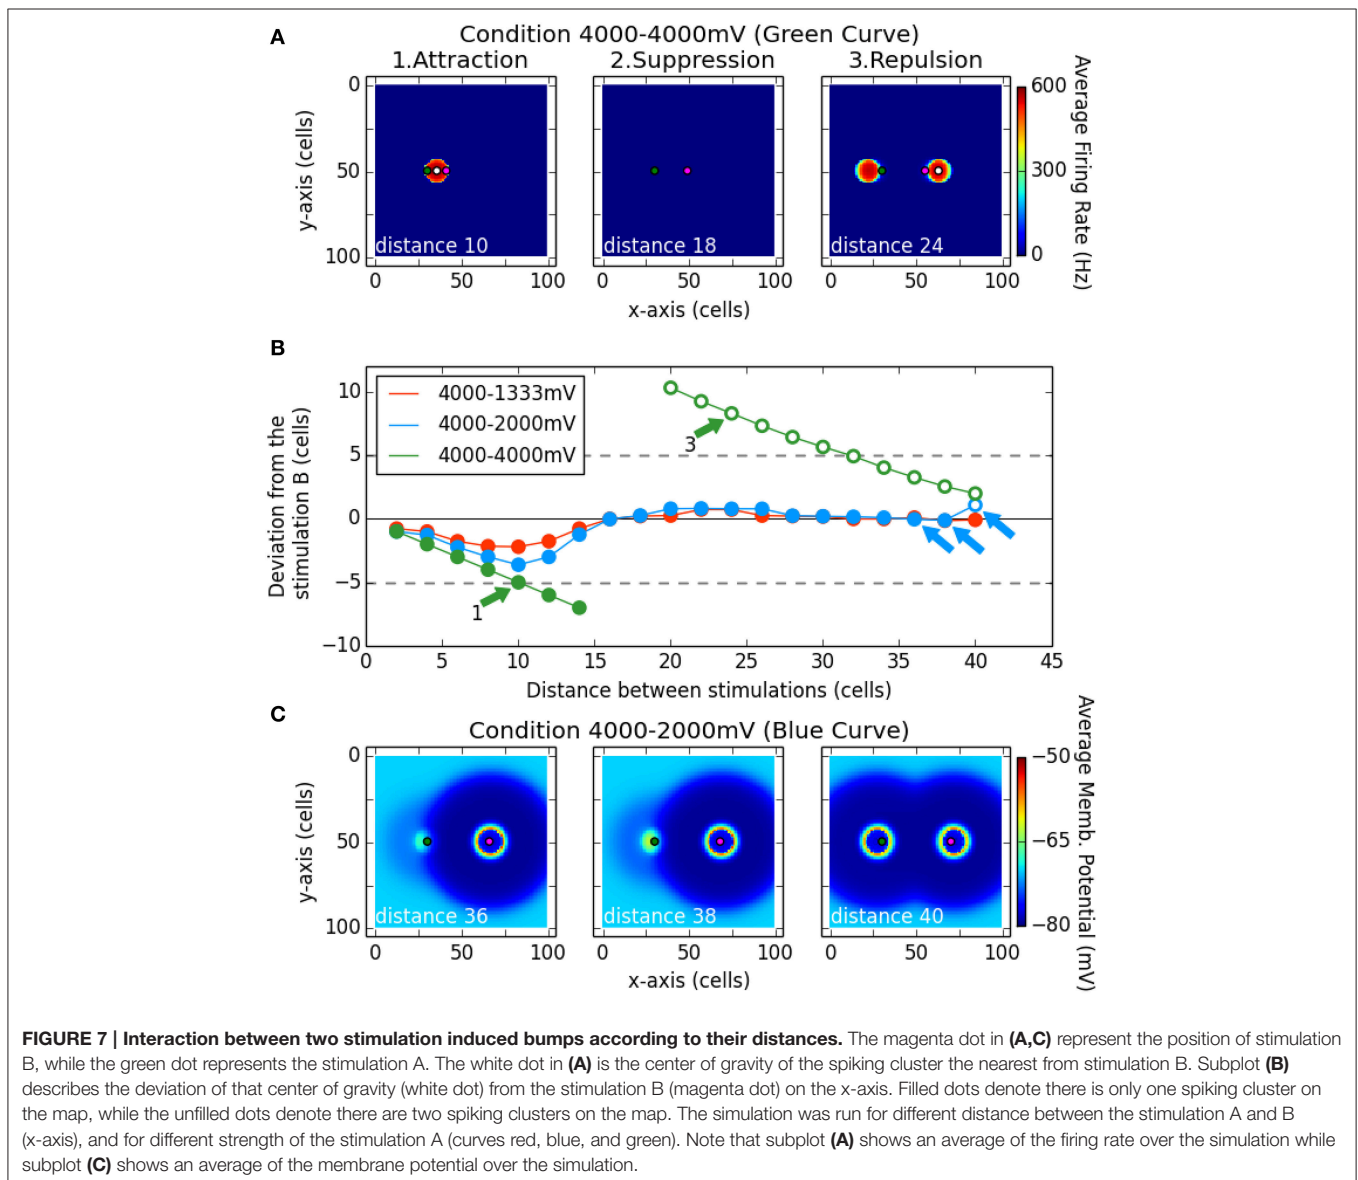 A
Condition 4000-4000mV (Green Curve)
1.Attraction 2.Suppression 3.Repulsion
0
50
100
y-axis (cells)
distance 10
distance 18
distance 24
0 50 100 0 50 100 0 50 100
x-axis (cells)
600
300
0
Average Firing Rate (Hz)
B
10
5
0
−5
−10
Deviation from the
stimulation B (cells)
4000-1333mV
4000-2000mV
4000-4000mV
3
1
0 5 10 15 20 25 30 35 40 45
Distance between stimulations (cells)
C
Condition 4000-2000mV (Blue Curve)
0
50
100
y-axis (cells)
distance 36
distance 38
distance 40
0 50 100 0 50 100 0 50 100
x-axis (cells)
−50
−65
−80
Average Memb. Potential (mV)
FIGURE 7 | Interaction between two stimulation induced bumps according to their distances. The magenta dot in (A,C) represent the position of stimulation
B, while the green dot represents the stimulation A. The white dot in (A) is the center of gravity of the spiking cluster the nearest from stimulation B. Subplot (B)
describes the deviation of that center of gravity (white dot) from the stimulation B (magenta dot) on the x-axis. Filled dots denote there is only one spiking cluster on
the map, while the unfilled dots denote there are two spiking clusters on the map. The simulation was run for different distance between the stimulation A and B
(x-axis), and for different strength of the stimulation A (curves red, blue, and green). Note that subplot (A) shows an average of the firing rate over the simulation while
subplot (C) shows an average of the membrane potential over the simulation.